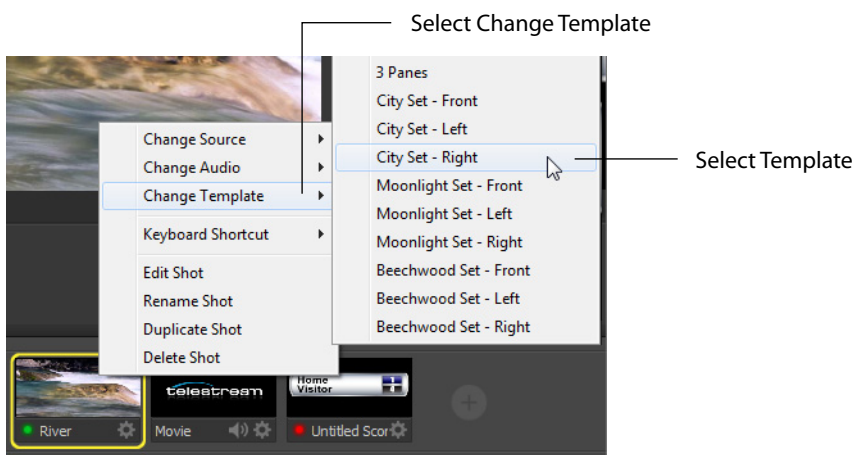 Select Change Template
3 Panes
City Set - Front
City Set - Left
City Set - Right
Moonlight Set - Front
Moonlight Set - Left
Moonlight Set - Right
Beechwood Set - Front
Beechwood Set - Left
Beechwood Set - Right
Select Template
Change Source
Change Audio
Change Template
Keyboard Shortcut
Edit Shot
Rename Shot
Duplicate Shot
Delete Shot
telestream
Home
Visitor
River
Movie
Untitled Scor